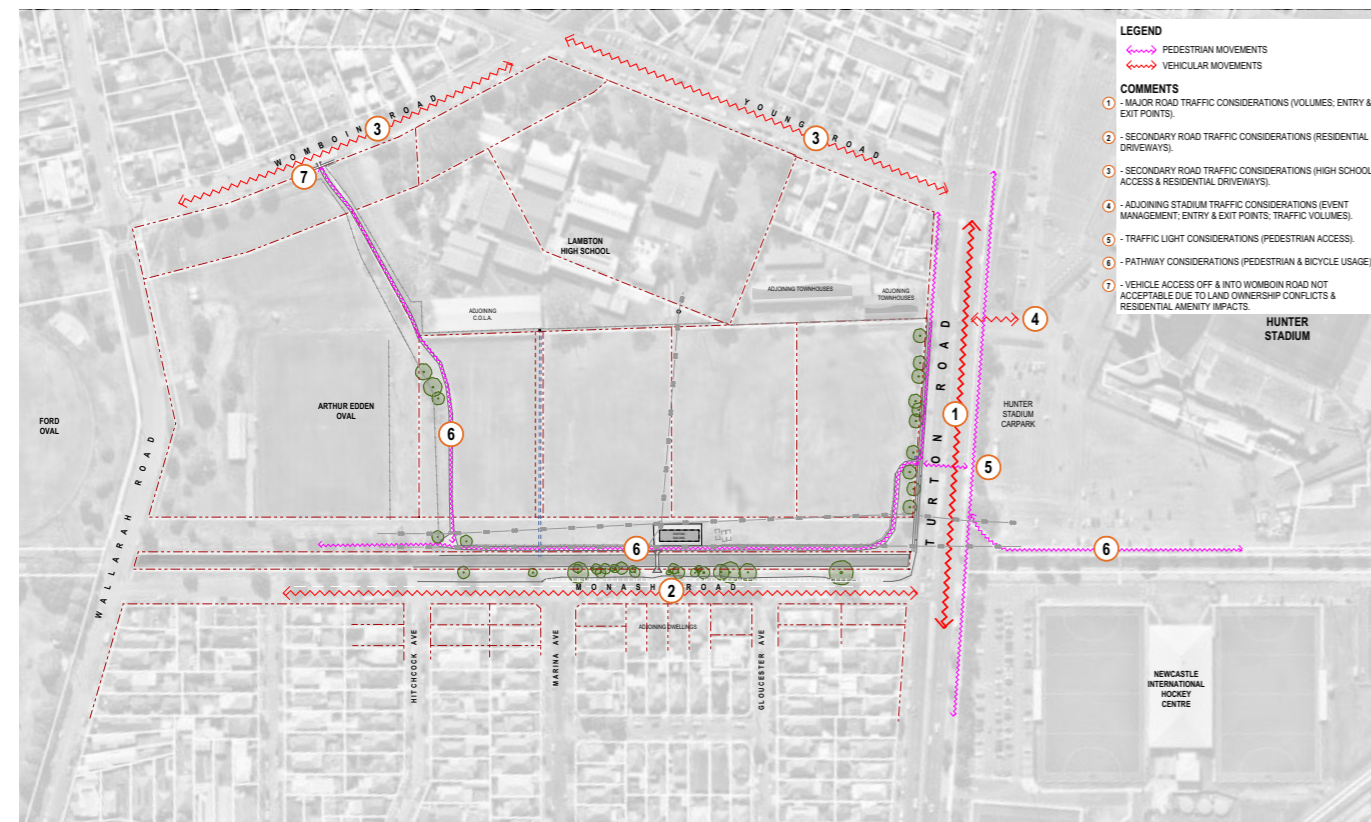 LEGEND
PEDESTRIAN MOVEMENTS
VEHICULAR MOVEMENTS
COMMENTS
1 - MAJOR ROAD TRAFFIC CONSIDERATIONS (VOLUMES; ENTRY &
EXIT POINTS).
2 - SECONDARY ROAD TRAFFIC CONSIDERATIONS (RESIDENTIAL
DRIVEWAYS).
3 - SECONDARY ROAD TRAFFIC CONSIDERATIONS (HIGH SCHOOL
ACCESS & RESIDENTIAL DRIVEWAYS).
4 - ADJOINING STADIUM TRAFFIC CONSIDERATIONS (EVENT
MANAGEMENT; ENTRY & EXIT POINTS; TRAFFIC VOLUMES).
5 - TRAFFIC LIGHT CONSIDERATIONS (PEDESTRIAN ACCESS).
6 - PATHWAY CONSIDERATIONS (PEDESTRIAN & BICYCLE USAGE)
7 - VEHICLE ACCESS OFF & INTO WOMBOIN ROAD NOT
ACCEPTABLE DUE TO LAND OWNERSHIP CONFLICTS &
RESIDENTIAL AMENITY IMPACTS.
HUNTER
STADIUM
WOMBOIN ROAD
3
YOUNG ROAD
3
7
LAMBTON
HIGH SCHOOL
ADJOINING TOWNHOUSES
ADJOINING
TOWNHOUSES
ADJOINING
C.O.L.A.
4
FORD
OVAL
ARTHUR EDDEN
OVAL
6
TURTON ROAD
1
HUNTER
STADIUM
CARPARK
5
WALLARAH ROAD
6
6
MONASH ROAD
2
ADJOINING DWELLINGS
HITCHCOCK AVE
MARINA AVE
GLOUCESTER AVE
NEWCASTLE
INTERNATIONAL
HOCKEY
CENTRE